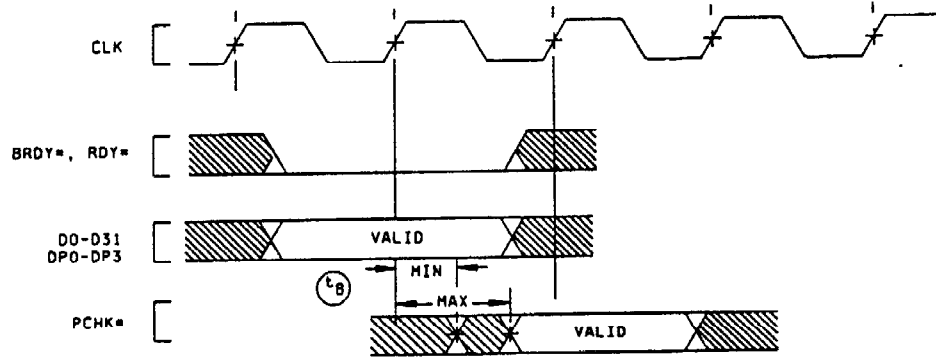 CLK
BRDY*, RDY*
D0-D31
DP0-DP3
VALID
MIN
t8
MAX
PCHK*
VALID